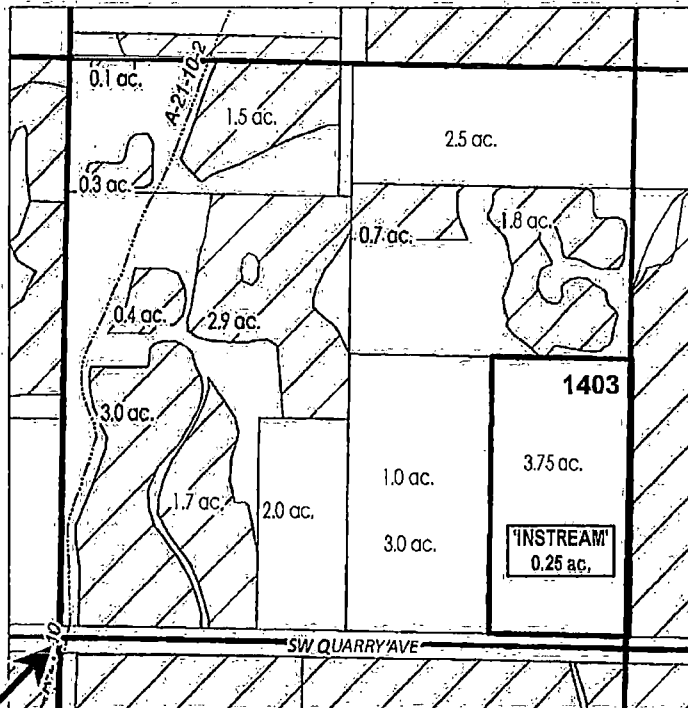 0.1 ac.
A-21-10-2
1.5 ac.
2.5 ac.
0.3 ac.
0.7 ac.
1.8 ac.
0.4 ac.
2.9 ac.
1403
3.0 ac.
3.75 ac.
1.0 ac.
1.7 ac.
2.0 ac.
3.0 ac.
'INSTREAM'
0.25 ac.
SW QUARRY AVE